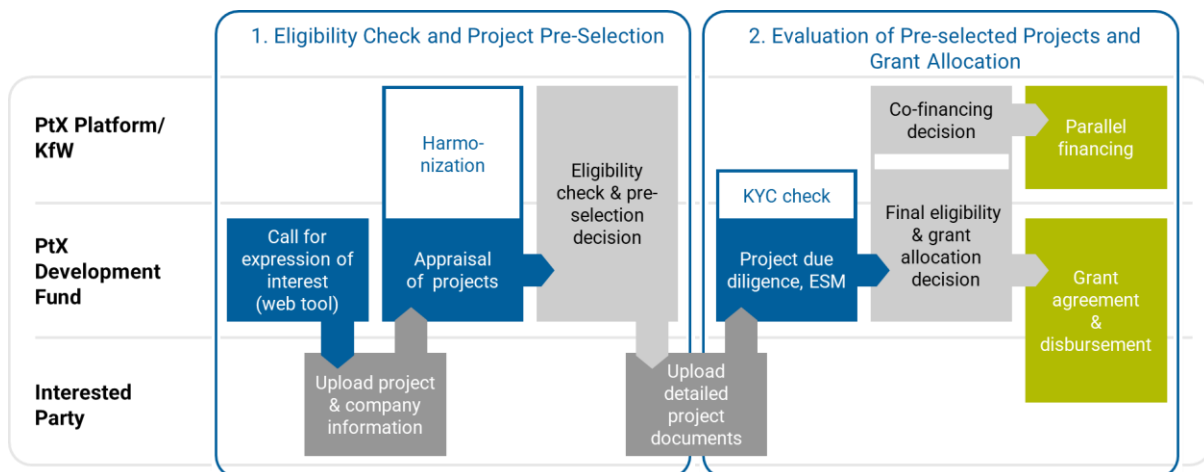 1. Eligibility Check and Project Pre-Selection
2. Evaluation of Pre-selected Projects and
Grant Allocation
PtX Platform/
KfW
Harmo-
nization
Eligibility
check & pre-
selection
decision
Co-financing
decision
Parallel
financing
KYC check
PtX
Development
Fund
Call for
expression of
interest
(web tool)
Appraisal
of projects
Project due
diligence, ESM
Final eligibility
& grant
allocation
decision
Grant
agreement
&
disbursement
Interested
Party
Upload project
& company
information
Upload
detailed
project
documents